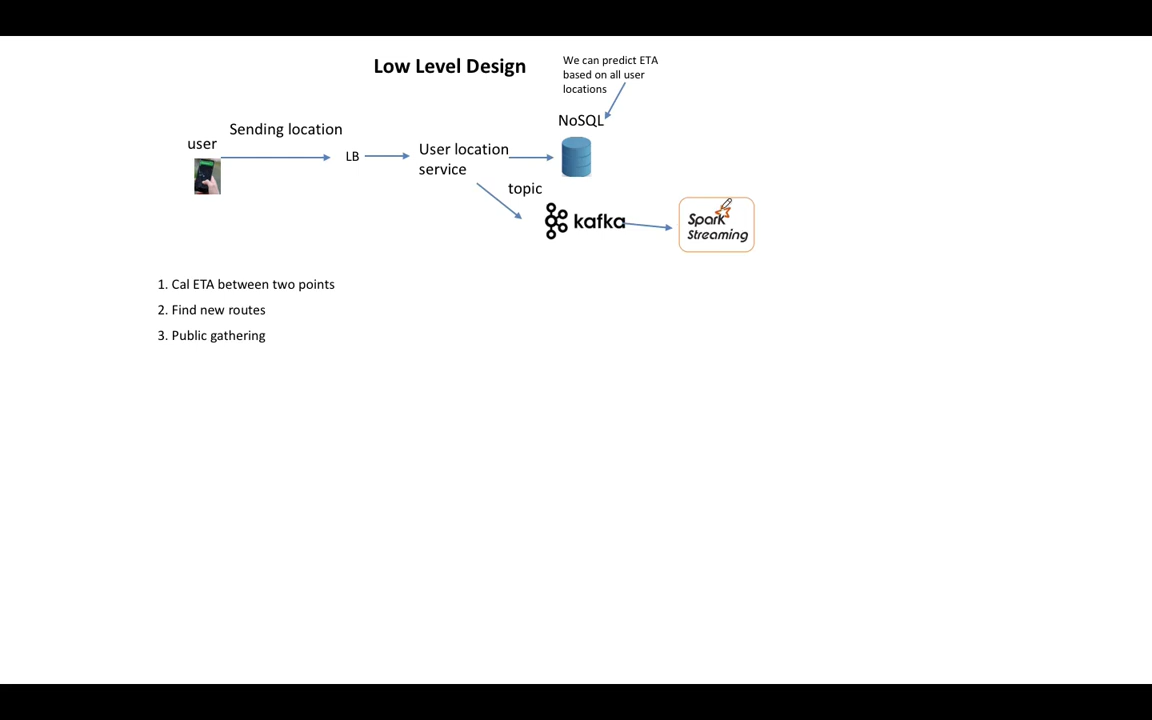 Low Level Design
We can predict ETA
based on all user
locations
NoSQL
Sending location
user
LB
User location
service
topic
kafka
Spark
Streaming
1. Cal ETA between two points
2. Find new routes
3. Public gathering